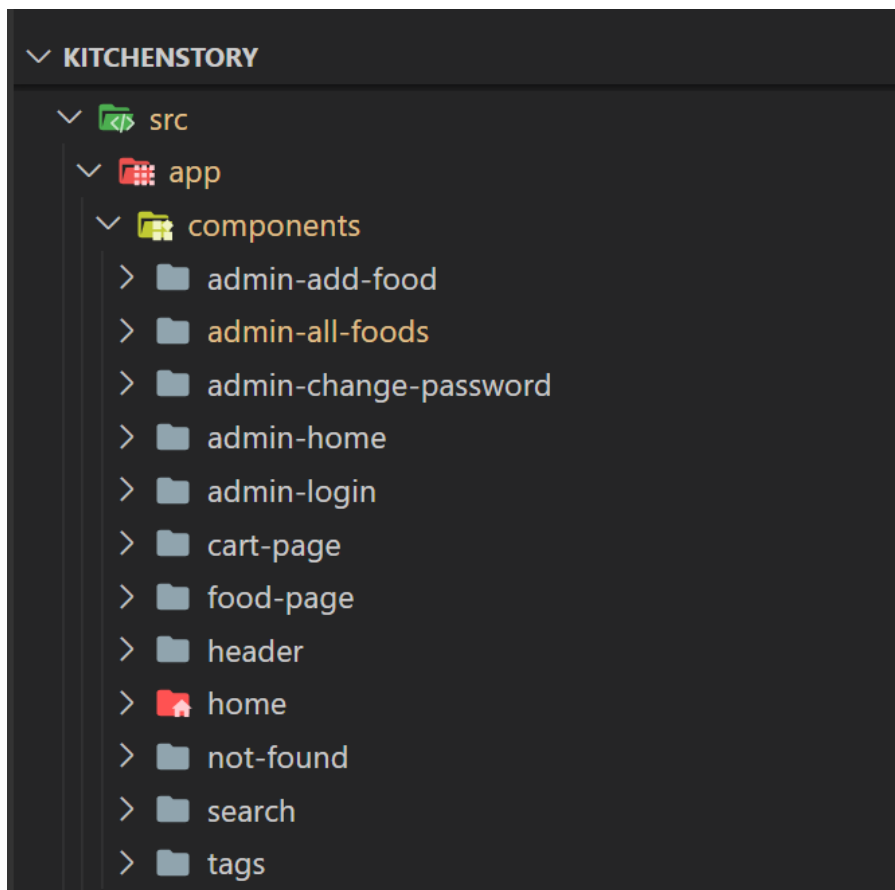 KITCHENSTORY
src
app
components
admin-add-food
admin-all-foods
admin-change-password
admin-home
admin-login
cart-page
food-page
header
home
not-found
search
tags